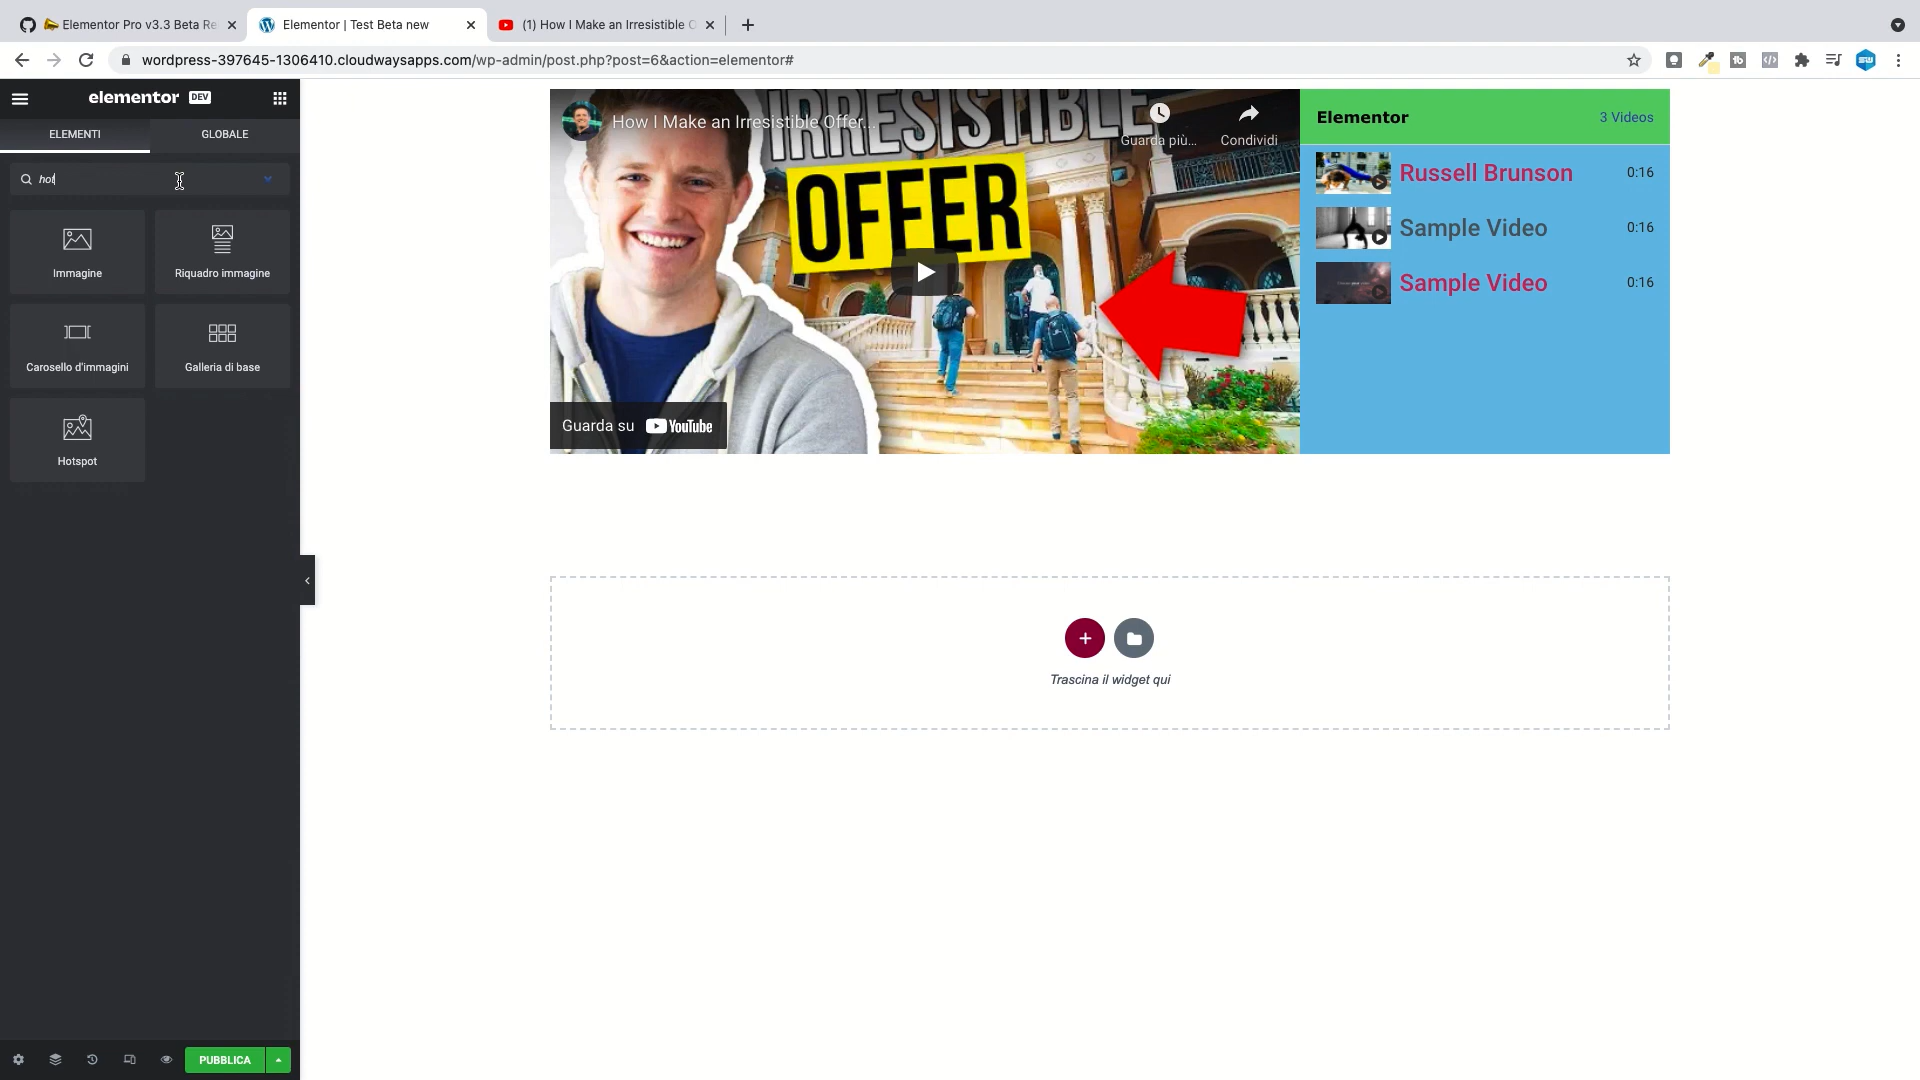 Elementor Pro v3.3 Beta Re
Elementor | Test Beta new
(1) How I Make an Irresistible O
wordpress-397645-1306410.cloudwaysapps.com/wp-admin/post.php?post=6&action=elementor#
elementor DEV
ELEMENTI
GLOBALE
hot
Immagine
Riquadro immagine
Carosello d'immagini
Galleria di base
Hotspot
PUBBLICA
IRRESISTIBLE
How I Make an Irresistible Offer...
Guarda più...
Condividi
OFFER
Guarda su YouTube
Elementor
3 Videos
Russell Brunson
0:16
Sample Video
0:16
Sample Video
0:16
Trascina il widget qui